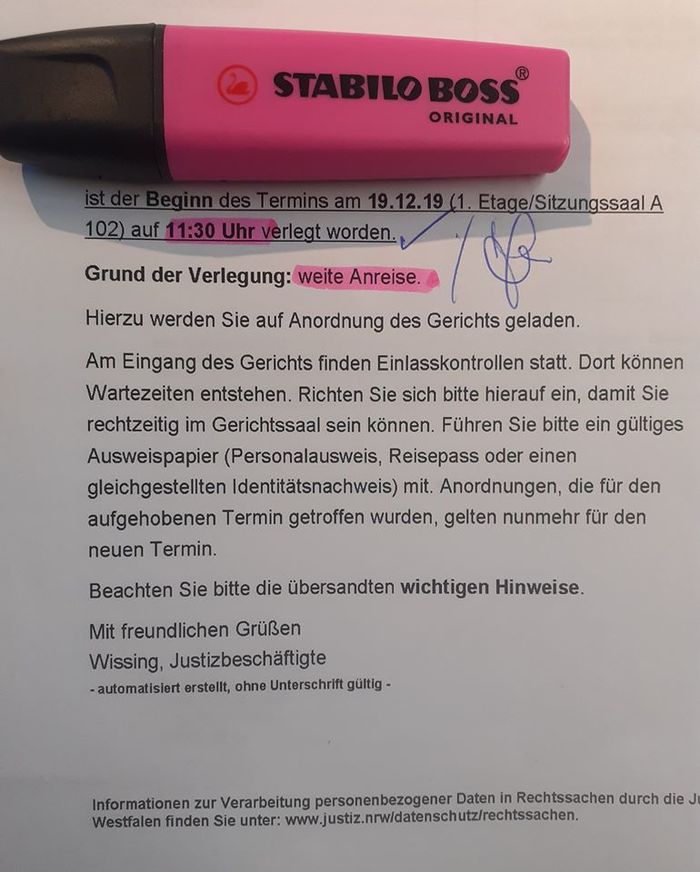 STABILO BOSS®
ORIGINAL
ist der Beginn des Termins am 19.12.19 (1. Etage/Sitzungssaal A
102) auf 11:30 Uhr verlegt worden.
Grund der Verlegung: weite Anreise.
Hierzu werden Sie auf Anordnung des Gerichts geladen.
Am Eingang des Gerichts finden Einlasskontrollen statt. Dort können
Wartezeiten entstehen. Richten Sie sich bitte hierauf ein, damit Sie
rechtzeitig im Gerichtssaal sein können. Führen Sie bitte ein gültiges
Ausweispapier (Personalausweis, Reisepass oder einen
gleichgestellten Identitätsnachweis) mit. Anordnungen, die für den
aufgehobenen Termin getroffen wurden, gelten nunmehr für den
neuen Termin.
Beachten Sie bitte die übersandten wichtigen Hinweise.
Mit freundlichen Grüßen
Wissing, Justizbeschäftigte
- automatisiert erstellt, ohne Unterschrift gültig -
Informationen zur Verarbeitung personenbezogener Daten in Rechtssachen durch die
Westfalen finden Sie unter: www.justiz.nrw/datenschutz/rechtssachen.